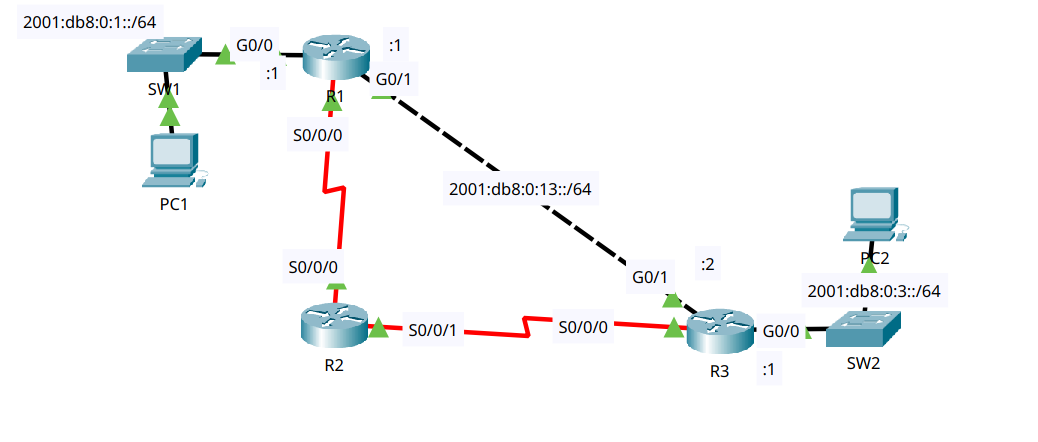 2001:db8:0:1::/64
G0/0
:1
SW1
:1
R1
G0/1
S0/0/0
PC1
2001:db8:0:13::/64
S0/0/0
G0/1
:2
PC2
2001:db8:0:3::/64
R2
S0/0/1
S0/0/0
R3
G0/0
:1
SW2